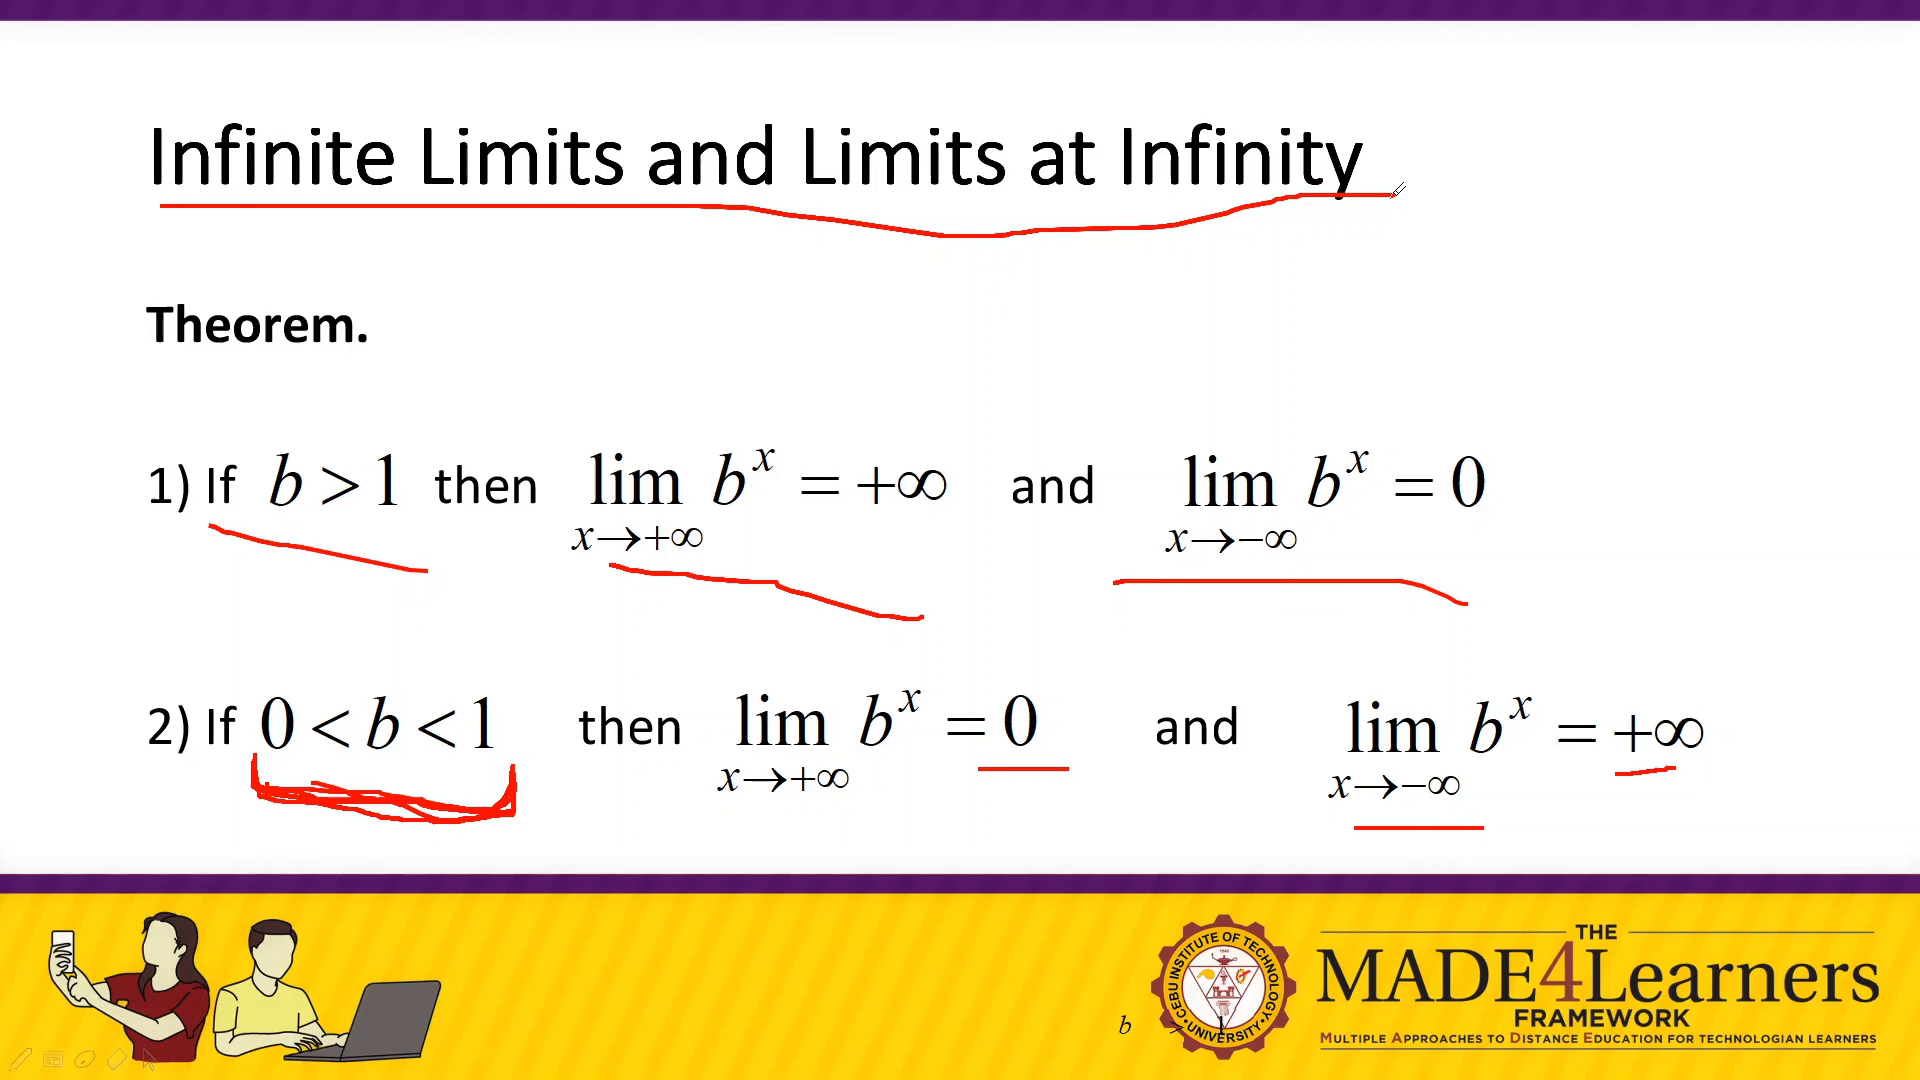 Infinite Limits and Limits at Infinity
Theorem.
1) If b > 1 then lim x→+∞ b^x = +∞ and lim x→−∞ b^x = 0
2) If 0 < b < 1 then lim x→+∞ b^x = 0 and lim x→−∞ b^x = +∞
b > 1
CEBU INSTITUTE OF TECHNOLOGY
• UNIVERSITY •
1946
THE
MADE4Learners
FRAMEWORK
MULTIPLE APPROACHES TO DISTANCE EDUCATION FOR TECHNOLOGIAN LEARNERS